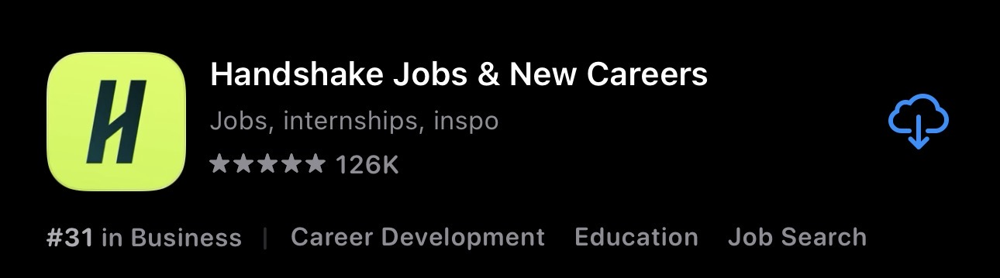 H
Handshake Jobs & New Careers
Jobs, internships, inspo
★★★★★ 126K
#31 in Business | Career Development Education Job Search